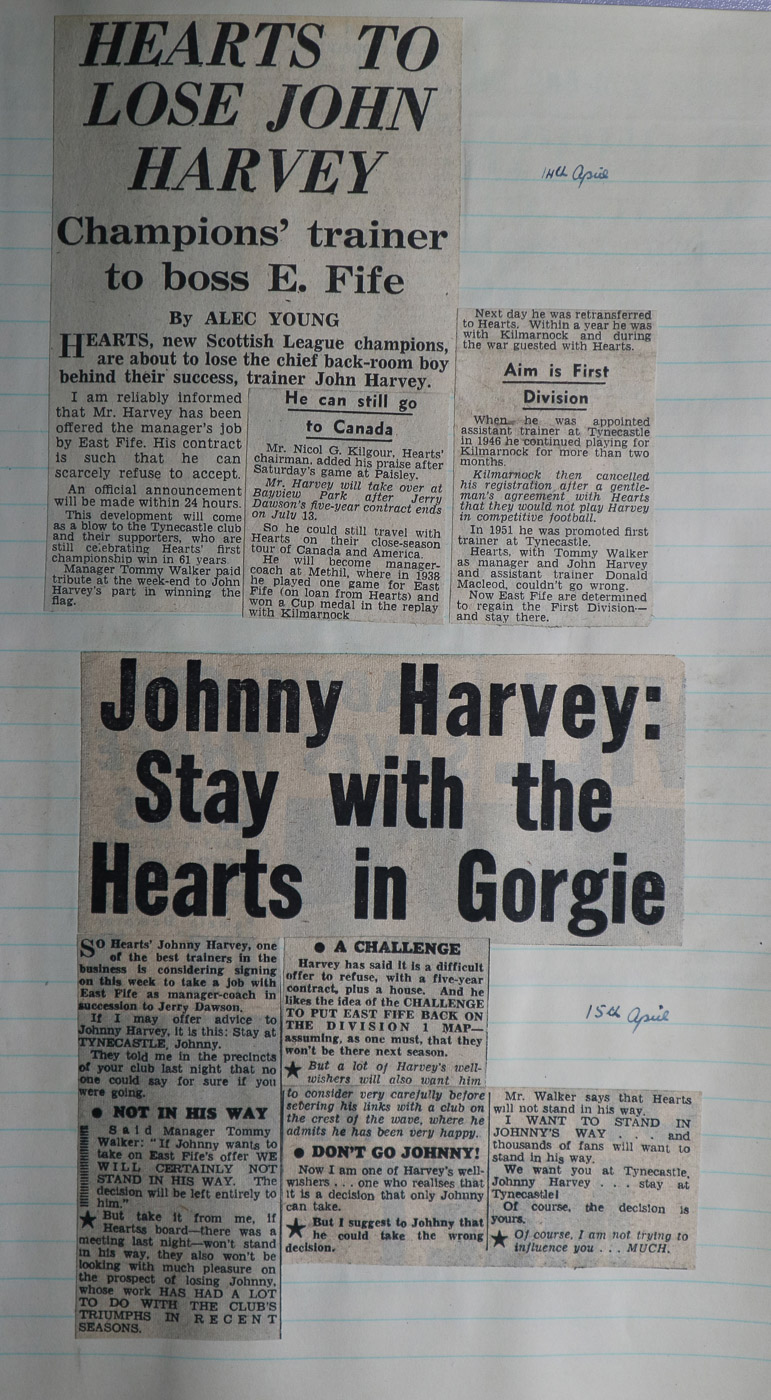 HEARTS TO
LOSE JOHN
HARVEY
Champions' trainer
to boss E. Fife
By ALEC YOUNG
HEARTS, new Scottish League champions,
are about to lose the chief back-room boy
behind their success, trainer John Harvey.
I am reliably informed
that Mr. Harvey has been
offered the manager's job
by East Fife. His contract
is such that he can
scarcely refuse to accept.
An official announcement
will be made within 24 hours.
This development will come
as a blow to the Tynecastle club
and their supporters, who are
still celebrating Hearts' first
championship win in 61 years
Manager Tommy Walker paid
tribute at the week-end to John
Harvey's part in winning the
flag.
He can still go
to Canada
Mr. Nicol G. Kilgour, Hearts'
chairman, added his praise after
Saturday's game at Paisley.
Mr. Harvey will take over at
Bayview Park after Jerry
Dawson's five-year contract ends
on July 13.
So he could still travel with
Hearts on their close-season
tour of Canada and America.
He will become manager-
coach at Methil, where in 1938
he played one game for East
Fife (on loan from Hearts) and
won a Cup medal in the replay
with Kilmarnock
Next day he was retransferred
to Hearts. Within a year he was
with Kilmarnock and during
the war guested with Hearts.
Aim is First
Division
When he was appointed
assistant trainer at Tynecastle
in 1946 he continued playing for
Kilmarnock for more than two
months.
Kilmarnock then cancelled
his registration after a gentle-
man's agreement with Hearts
that they would not play Harvey
in competitive football.
In 1951 he was promoted first
trainer at Tynecastle.
Hearts, with Tommy Walker
as manager and John Harvey
and assistant trainer Donald
Macleod, couldn't go wrong.
Now East Fife are determined
to regain the First Division—
and stay there.
14th April
Johnny Harvey:
Stay with the
Hearts in Gorgie
SO Hearts' Johnny Harvey, one
of the best trainers in the
business is considering signing
on this week to take a job with
East Fife as manager-coach in
succession to Jerry Dawson.
If I may offer advice to
Johnny Harvey, it is this: Stay at
TYNECASTLE, Johnny.
They told me in the precincts
of your club last night that no
one could say for sure if you
were going.
● NOT IN HIS WAY
Said Manager Tommy
Walker: "If Johnny wants to
take on East Fife's offer WE
WILL CERTAINLY NOT
STAND IN HIS WAY. The
decision will be left entirely to
him."
★ But take it from me, if
Heartss board—there was a
meeting last night—won't stand
in his way, they also won't be
looking with much pleasure on
the prospect of losing Johnny,
whose work HAS HAD A LOT
TO DO WITH THE CLUB'S
TRIUMPHS IN RECENT
SEASONS.
● A CHALLENGE
Harvey has said it is a difficult
offer to refuse, with a five-year
contract, plus a house. And he
likes the idea of the CHALLENGE
TO PUT EAST FIFE BACK ON
THE DIVISION 1 MAP—
assuming, as one must, that they
won't be there next season.
★ But a lot of Harvey's well-
wishers will also want him
to consider very carefully before
severing his links with a club on
the crest of the wave, where he
admits he has been very happy.
● DON'T GO JOHNNY!
Now I am one of Harvey's well-
wishers . . . one who realises that
it is a decision that only Johnny
can take.
★ But I suggest to Johhny that
he could take the wrong
decision.
Mr. Walker says that Hearts
will not stand in his way.
I WANT TO STAND IN
JOHNNY'S WAY . . . and
thousands of fans will want to
stand in his way.
We want you at Tynecastle,
Johnny Harvey . . . stay at
Tynecastle!
Of course, the decision is
yours.
★ Of course, I am not trying to
influence you . . . MUCH.
15th April